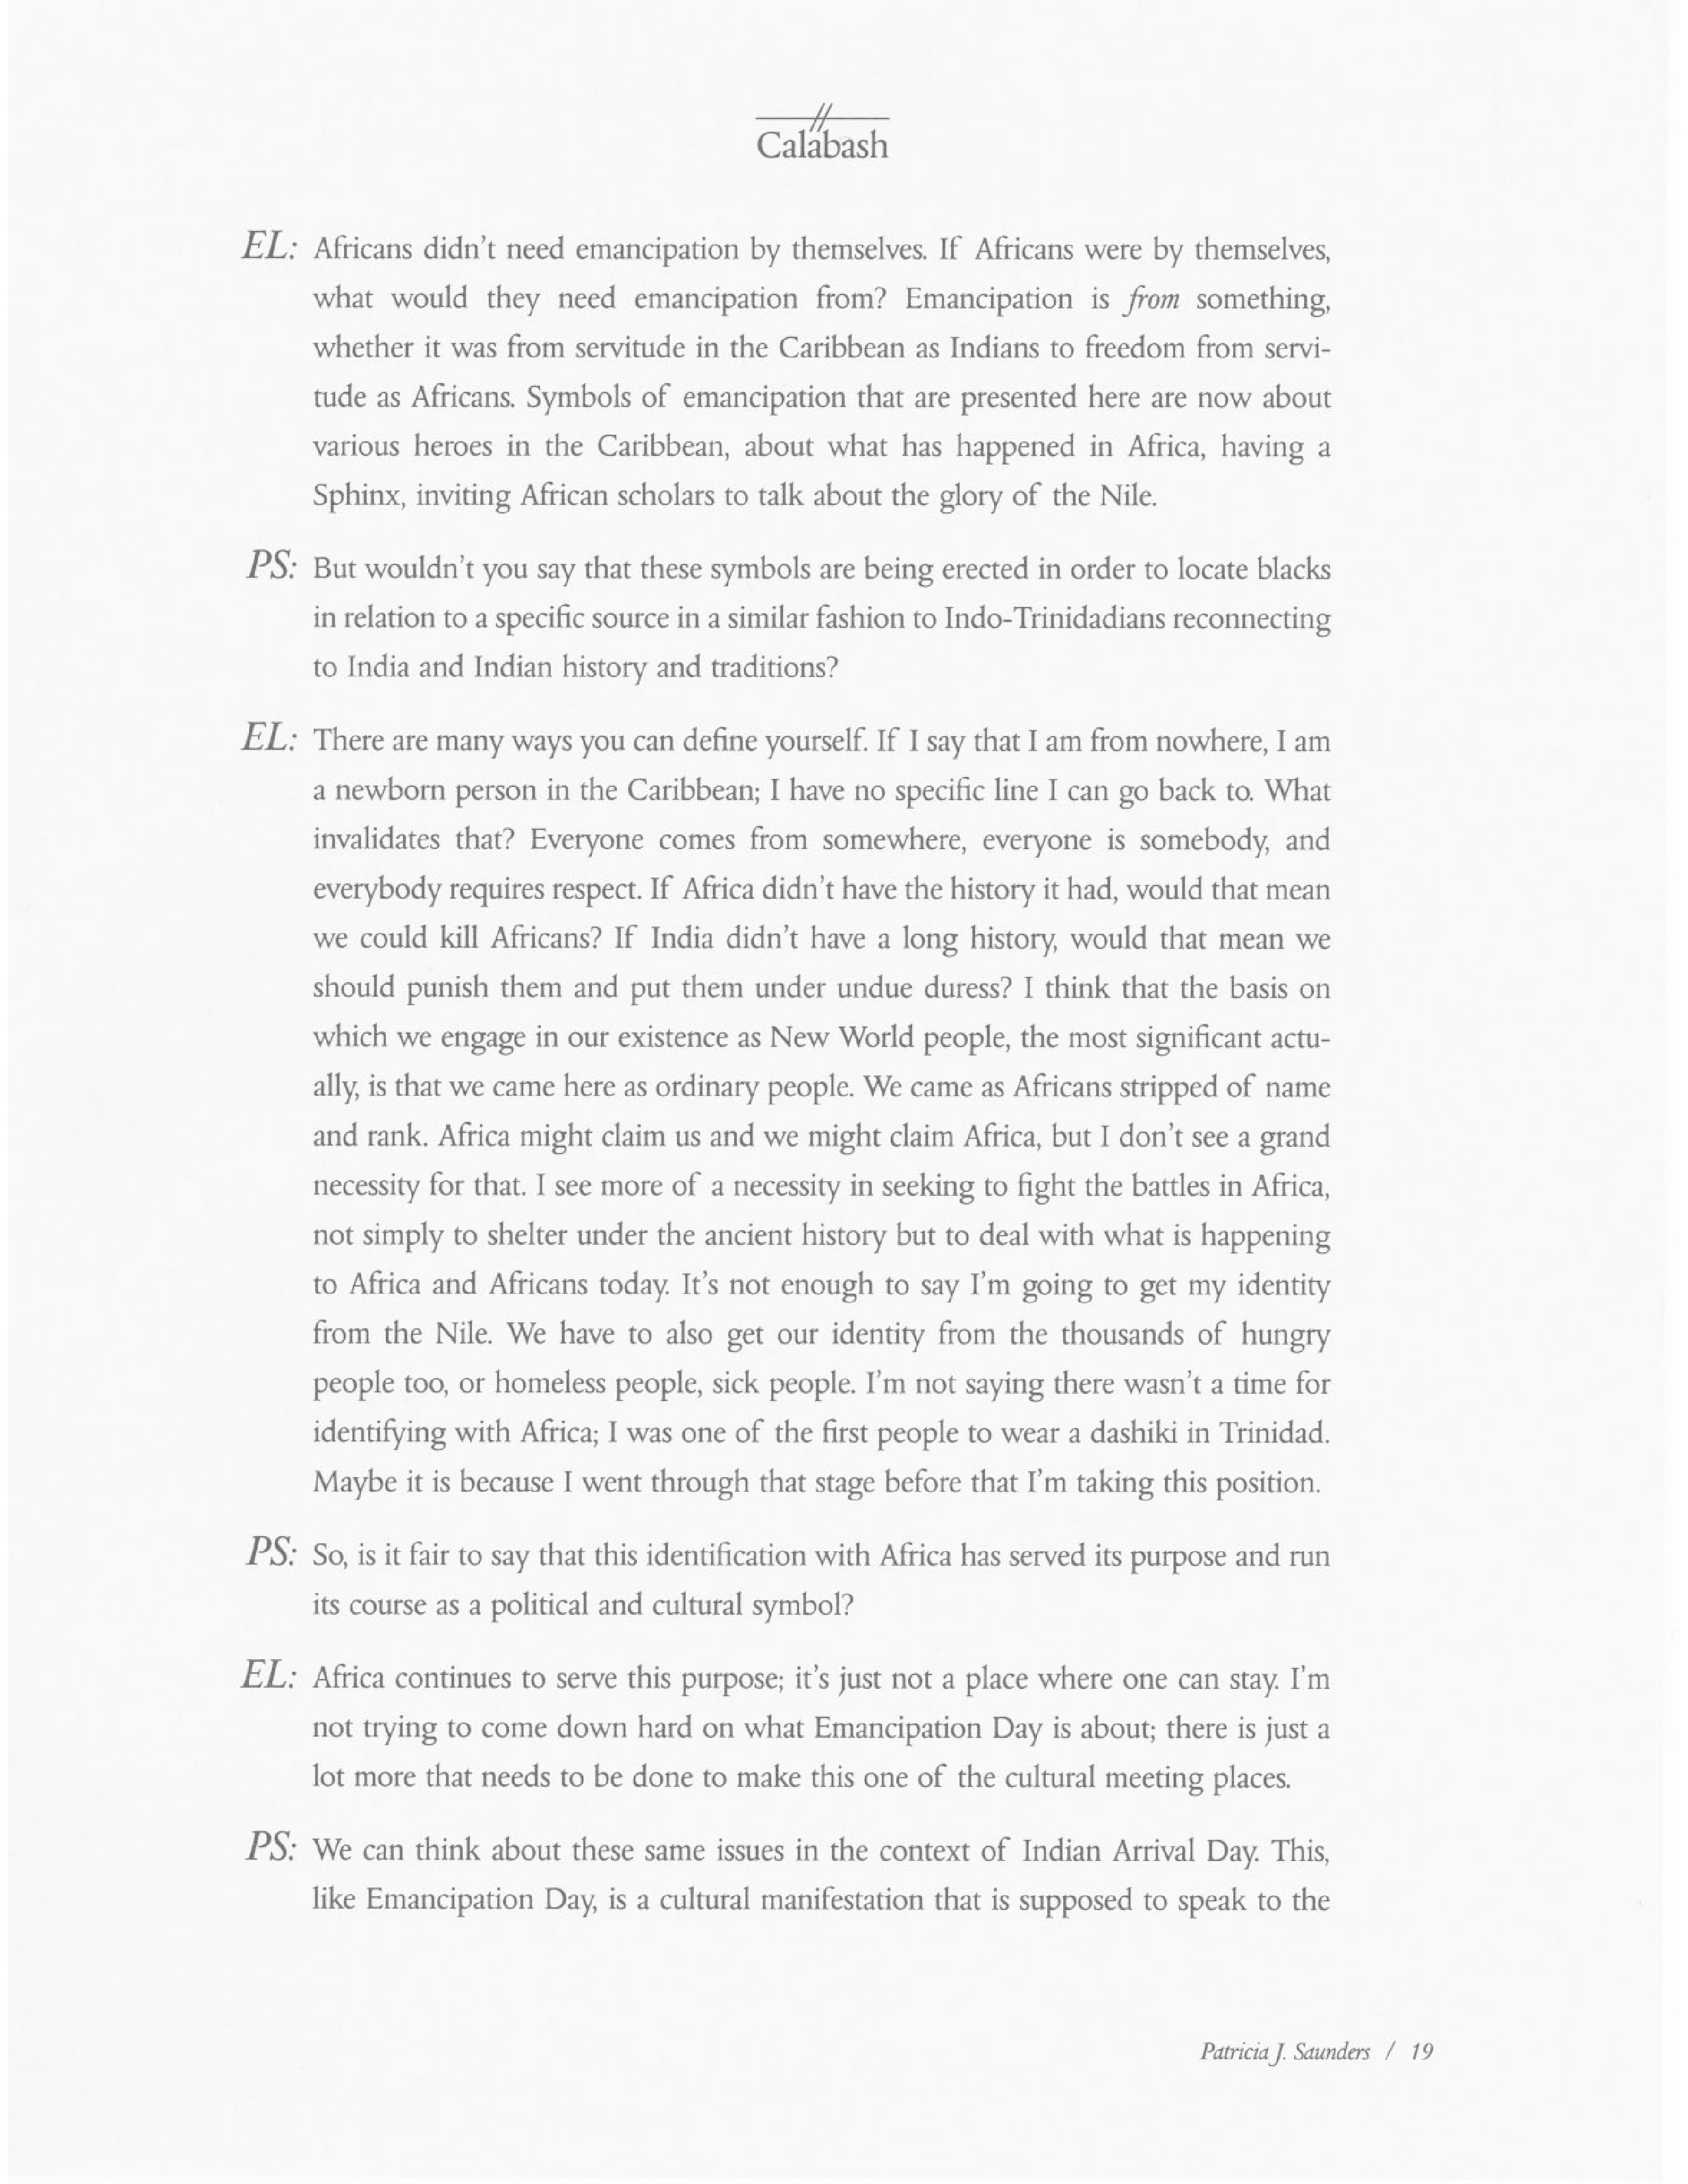 Calabash
EL: Africans didn't need emancipation by themselves. If Africans were by themselves,
what would they need emancipation from? Emancipation is from something,
whether it was from servitude in the Caribbean as Indians to freedom from servi-
tude as Africans. Symbols of emancipation that are presented here are now about
various heroes in the Caribbean, about what has happened in Africa, having a
Sphinx, inviting African scholars to talk about the glory of the Nile.
PS: But wouldn't you say that these symbols are being erected in order to locate blacks
in relation to a specific source in a similar fashion to Indo-Trinidadians reconnecting
to India and Indian history and traditions?
EL: There are many ways you can define yourself. If I say that I am from nowhere, I am
a newborn person in the Caribbean; I have no specific line I can go back to. What
invalidates that? Everyone comes from somewhere, everyone is somebody, and
everybody requires respect. If Africa didn't have the history it had, would that mean
we could kill Africans? If India didn't have a long history, would that mean we
should punish them and put them under undue duress? I think that the basis on
which we engage in our existence as New World people, the most significant actu-
ally, is that we came here as ordinary people. We came as Africans stripped of name
and rank. Africa might claim us and we might claim Africa, but I don't see a grand
necessity for that. I see more of a necessity in seeking to fight the battles in Africa,
not simply to shelter under the ancient history but to deal with what is happening
to Africa and Africans today. It's not enough to say I'm going to get my identity
from the Nile. We have to also get our identity from the thousands of hungry
people too, or homeless people, sick people. I'm not saying there wasn't a time for
identifying with Africa; I was one of the first people to wear a dashiki in Trinidad.
Maybe it is because I went through that stage before that I'm taking this position.
PS: So, is it fair to say that this identification with Africa has served its purpose and run
its course as a political and cultural symbol?
EL: Africa continues to serve this purpose; it's just not a place where one can stay. I'm
not trying to come down hard on what Emancipation Day is about; there is just a
lot more that needs to be done to make this one of the cultural meeting places.
PS: We can think about these same issues in the context of Indian Arrival Day. This,
like Emancipation Day, is a cultural manifestation that is supposed to speak to the
Patricia J. Saunders / 19